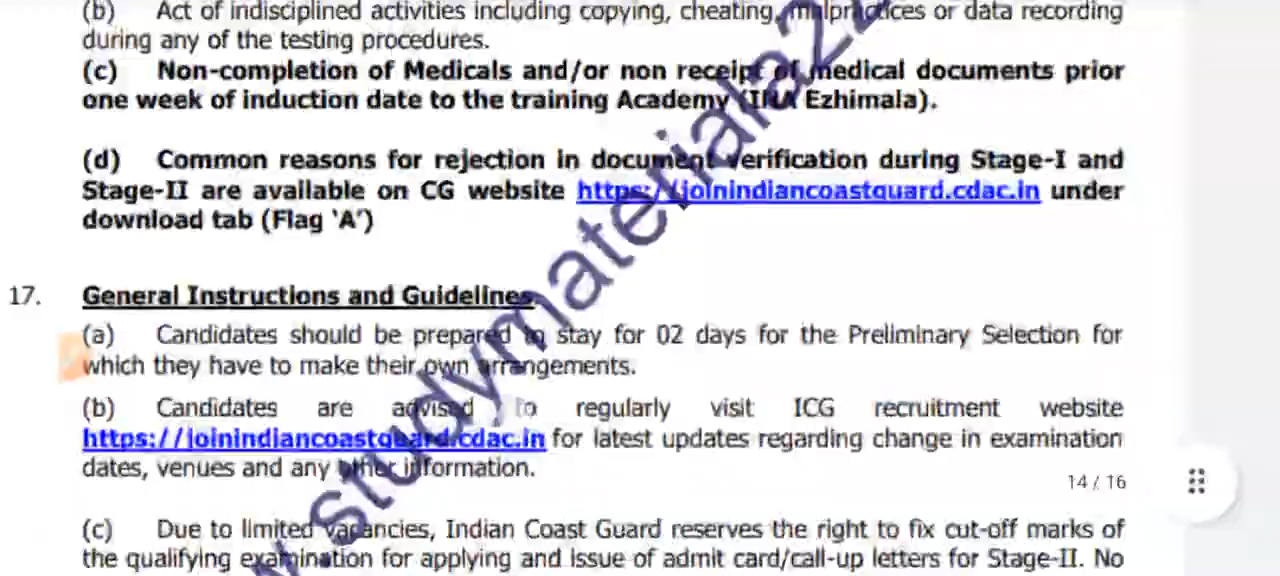 (b) Act of indisciplined activities including copying, cheating, malpractices or data recording
during any of the testing procedures.
(c) Non-completion of Medicals and/or non receipt of medical documents prior
one week of induction date to the training Academy (INA Ezhimala).
(d) Common reasons for rejection in document verification during Stage-I and
Stage-II are available on CG website https://joinindiancoastguard.cdac.in under
download tab (Flag 'A')
17. General Instructions and Guidelines
(a) Candidates should be prepared to stay for 02 days for the Preliminary Selection for
which they have to make their own arrangements.
(b) Candidates are advised to regularly visit ICG recruitment website
https://joinindiancoastguard.cdac.in for latest updates regarding change in examination
dates, venues and any other information.
14 / 16
(c) Due to limited vacancies, Indian Coast Guard reserves the right to fix cut-off marks of
the qualifying examination for applying and issue of admit card/call-up letters for Stage-II. No
studymateriala22